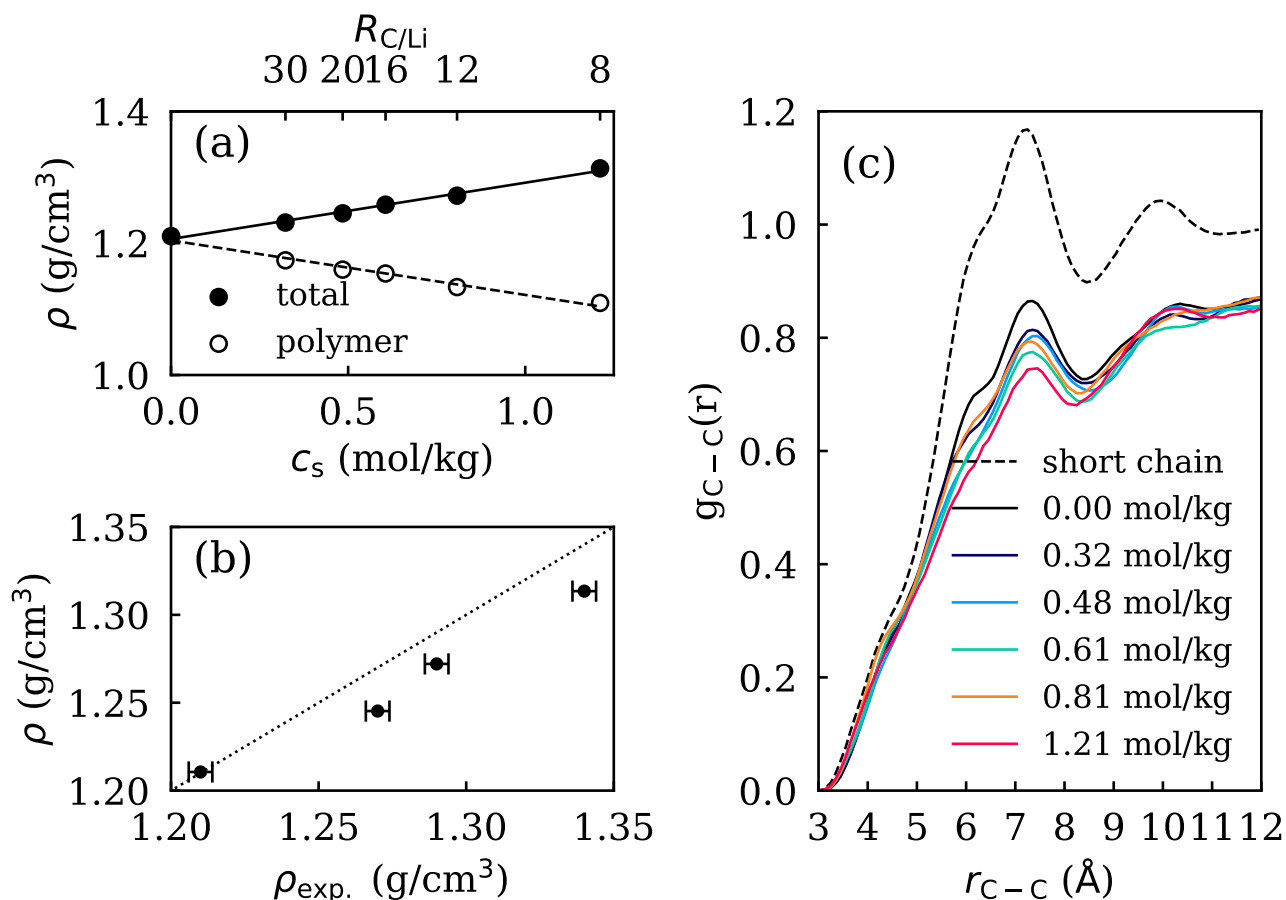 R_C/Li
30 20 16 12 8
(a)
1.4
1.2
1.0
ρ (g/cm³)
total
polymer
0.0 0.5 1.0
c_s (mol/kg)
(b)
1.35
1.30
1.25
1.20
ρ (g/cm³)
1.20 1.25 1.30 1.35
ρ_exp. (g/cm³)
(c)
1.2
1.0
0.8
0.6
0.4
0.2
0.0
g_C−C(r)
short chain
0.00 mol/kg
0.32 mol/kg
0.48 mol/kg
0.61 mol/kg
0.81 mol/kg
1.21 mol/kg
3 4 5 6 7 8 9 10 11 12
r_C−C (Å)